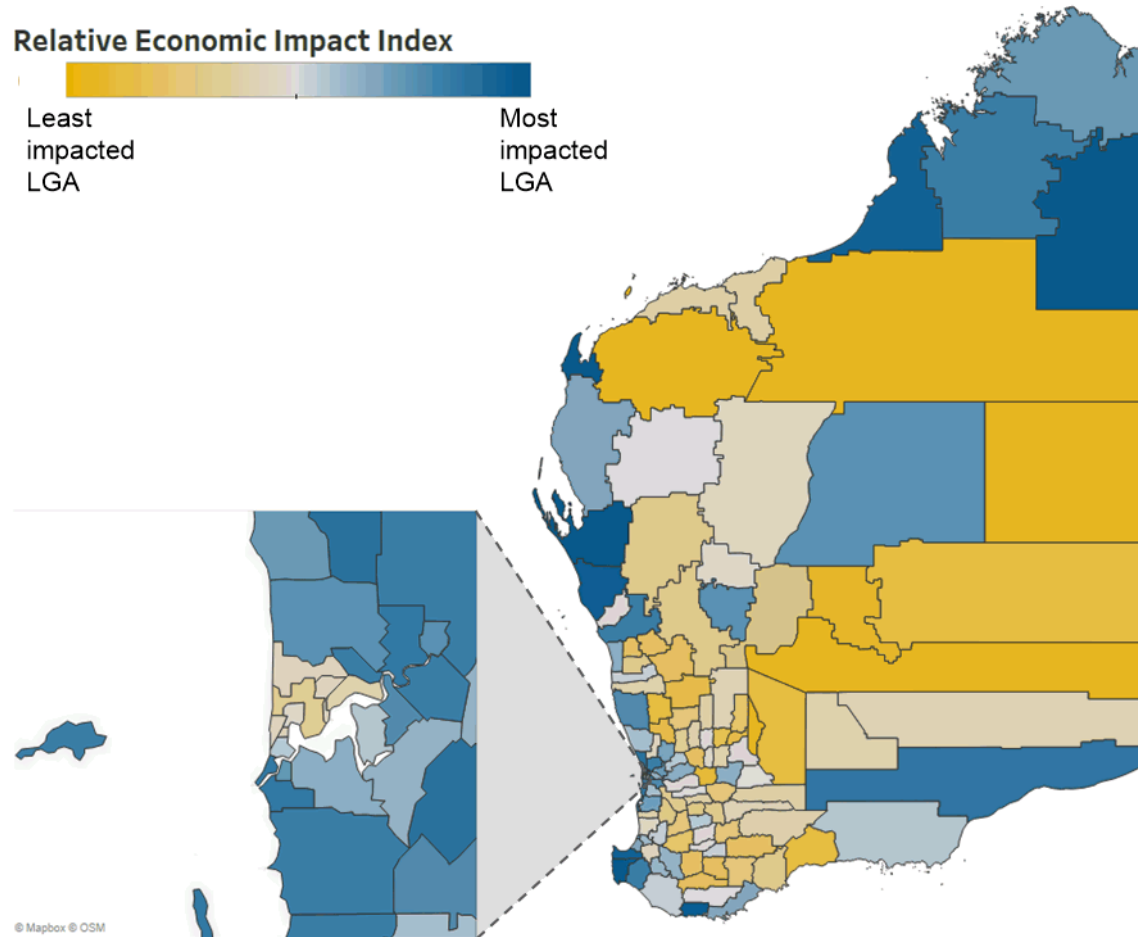 Relative Economic Impact Index
Least
impacted
LGA
Most
impacted
LGA
© Mapbox © OSM